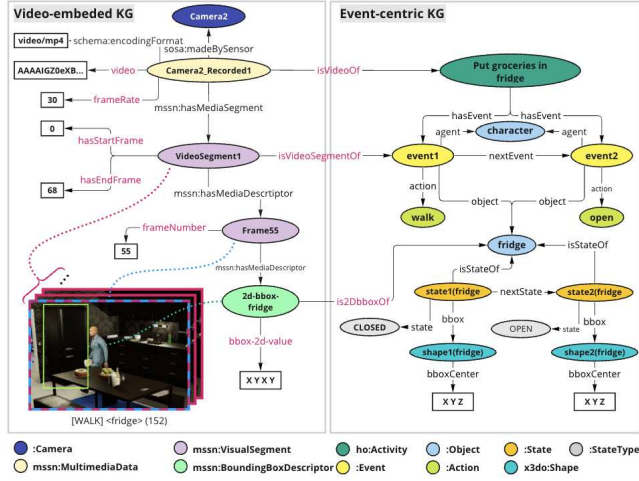 Video-embeded KG
Event-centric KG
Camera2
video/mp4
schema:encodingFormat
sosa:madeBySensor
AAAAIGZ0eXB...
video
Camera2_Recorded1
isVideoOf
Put groceries in
fridge
30
frameRate
mssn:hasMediaSegment
hasEvent
hasEvent
0
hasStartFrame
agent
character
agent
VideoSegment1
isVideoSegmentOf
event1
nextEvent
event2
hasEndFrame
68
mssn:hasMediaDescrtiptor
action
object
object
action
walk
open
frameNumber
Frame55
55
fridge
isStateOf
mssn:hasMediaDescriptor
isStateOf
2d-bbox-
fridge
is2DbboxOf
state1(fridge
nextState
state2(fridge
CLOSED
state
bbox
OPEN
state
bbox
bbox-2d-value
shape1(fridge)
shape2(fridge)
bboxCenter
bboxCenter
X Y X Y
X Y Z
X Y Z
[WALK] <fridge> (152)
:Camera
mssn:VisualSegment
ho:Activity
:Object
:State
:StateType
mssn:MultimediaData
mssn:BoundingBoxDescriptor
:Event
:Action
x3do:Shape